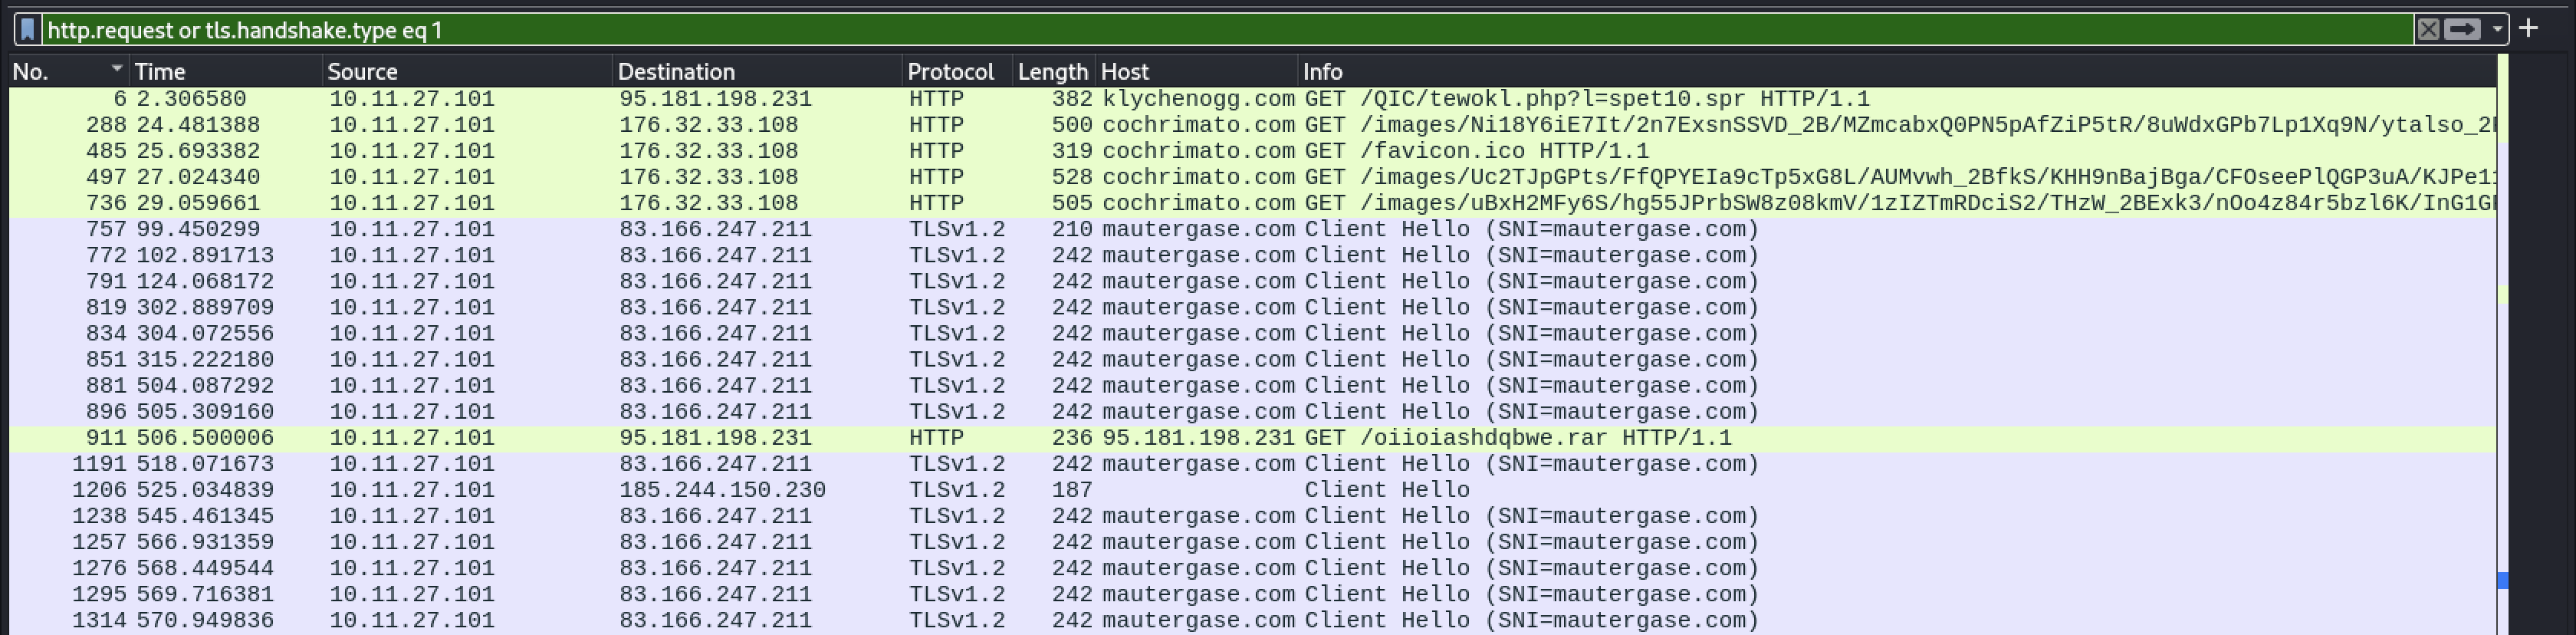 http.request or tls.handshake.type eq 1
No. Time Source Destination Protocol Length Host Info
6 2.306580 10.11.27.101 95.181.198.231 HTTP 382 klychenogg.com GET /QIC/tewokl.php?l=spet10.spr HTTP/1.1
288 24.481388 10.11.27.101 176.32.33.108 HTTP 500 cochrimato.com GET /images/Ni18Y6iE7It/2n7ExsnSSVD_2B/MZmcabxQ0PN5pAfZiP5tR/8uWdxGPb7Lp1Xq9N/ytalso_2
485 25.693382 10.11.27.101 176.32.33.108 HTTP 319 cochrimato.com GET /favicon.ico HTTP/1.1
497 27.024340 10.11.27.101 176.32.33.108 HTTP 528 cochrimato.com GET /images/Uc2TJpGPts/FfQPYEIa9cTp5xG8L/AUMvwh_2BfkS/KHH9nBajBga/CFOseePlQGP3uA/KJPe1
736 29.059661 10.11.27.101 176.32.33.108 HTTP 505 cochrimato.com GET /images/uBxH2MFy6S/hg55JPrbSW8z08kmV/1zIZTmRDciS2/THzW_2BExk3/nOo4z84r5bzl6K/InG1G
757 99.450299 10.11.27.101 83.166.247.211 TLSv1.2 210 mautergase.com Client Hello (SNI=mautergase.com)
772 102.891713 10.11.27.101 83.166.247.211 TLSv1.2 242 mautergase.com Client Hello (SNI=mautergase.com)
791 124.068172 10.11.27.101 83.166.247.211 TLSv1.2 242 mautergase.com Client Hello (SNI=mautergase.com)
819 302.889709 10.11.27.101 83.166.247.211 TLSv1.2 242 mautergase.com Client Hello (SNI=mautergase.com)
834 304.072556 10.11.27.101 83.166.247.211 TLSv1.2 242 mautergase.com Client Hello (SNI=mautergase.com)
851 315.222180 10.11.27.101 83.166.247.211 TLSv1.2 242 mautergase.com Client Hello (SNI=mautergase.com)
881 504.087292 10.11.27.101 83.166.247.211 TLSv1.2 242 mautergase.com Client Hello (SNI=mautergase.com)
896 505.309160 10.11.27.101 83.166.247.211 TLSv1.2 242 mautergase.com Client Hello (SNI=mautergase.com)
911 506.500006 10.11.27.101 95.181.198.231 HTTP 236 95.181.198.231 GET /oiioiashdqbwe.rar HTTP/1.1
1191 518.071673 10.11.27.101 83.166.247.211 TLSv1.2 242 mautergase.com Client Hello (SNI=mautergase.com)
1206 525.034839 10.11.27.101 185.244.150.230 TLSv1.2 187 Client Hello
1238 545.461345 10.11.27.101 83.166.247.211 TLSv1.2 242 mautergase.com Client Hello (SNI=mautergase.com)
1257 566.931359 10.11.27.101 83.166.247.211 TLSv1.2 242 mautergase.com Client Hello (SNI=mautergase.com)
1276 568.449544 10.11.27.101 83.166.247.211 TLSv1.2 242 mautergase.com Client Hello (SNI=mautergase.com)
1295 569.716381 10.11.27.101 83.166.247.211 TLSv1.2 242 mautergase.com Client Hello (SNI=mautergase.com)
1314 570.949836 10.11.27.101 83.166.247.211 TLSv1.2 242 mautergase.com Client Hello (SNI=mautergase.com)